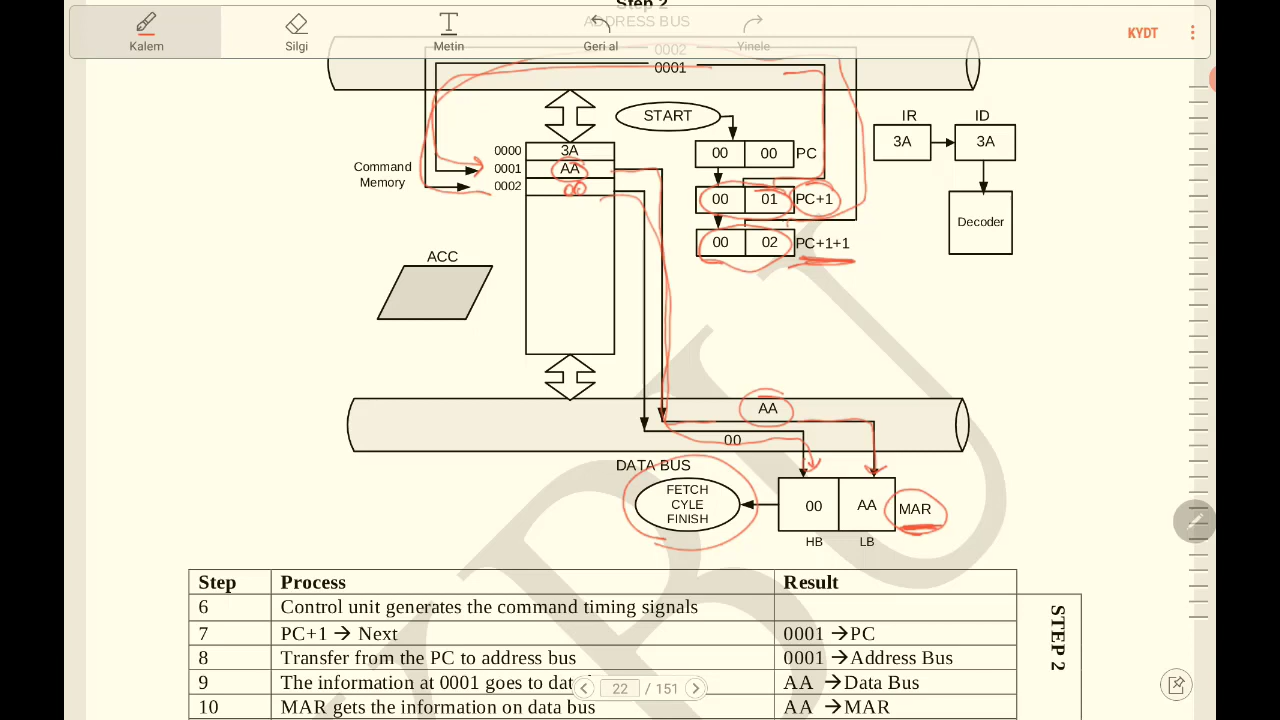 Step 2
ADDRESS BUS
Kalem
Silgi
Metin
Geri al
Yinele
KYDT
0002
0001
START
IR
ID
3A
3A
Decoder
00 00 PC
00 01 PC+1
00 02 PC+1+1
Command
Memory
0000 3A
0001 AA
0002 00
ACC
AA
00
DATA BUS
FETCH
CYLE
FINISH
00 AA MAR
HB LB
Step Process Result
6 Control unit generates the command timing signals
7 PC+1 → Next 0001 →PC
8 Transfer from the PC to address bus 0001 →Address Bus
9 The information at 0001 goes to AA →Data Bus
10 MAR gets the information on data bus AA →MAR
STEP 2
22 / 151